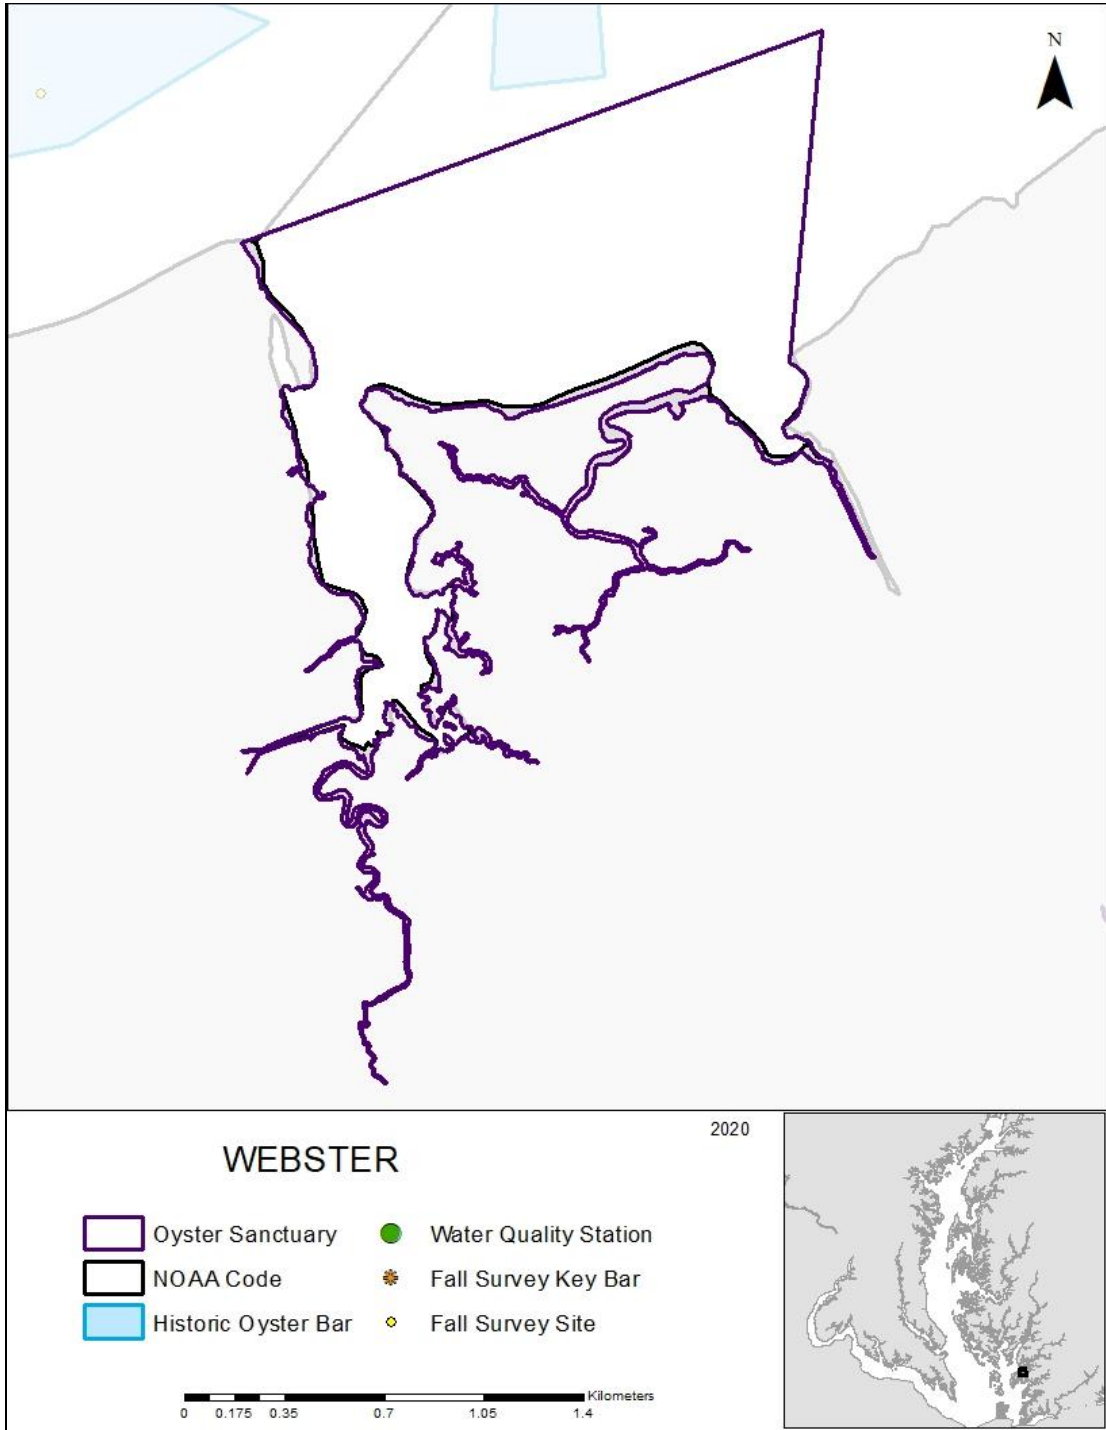 N
2020
WEBSTER
Oyster Sanctuary
Water Quality Station
NOAA Code
Fall Survey Key Bar
Historic Oyster Bar
Fall Survey Site
Kilometers
0 0.175 0.35 0.7 1.05 1.4